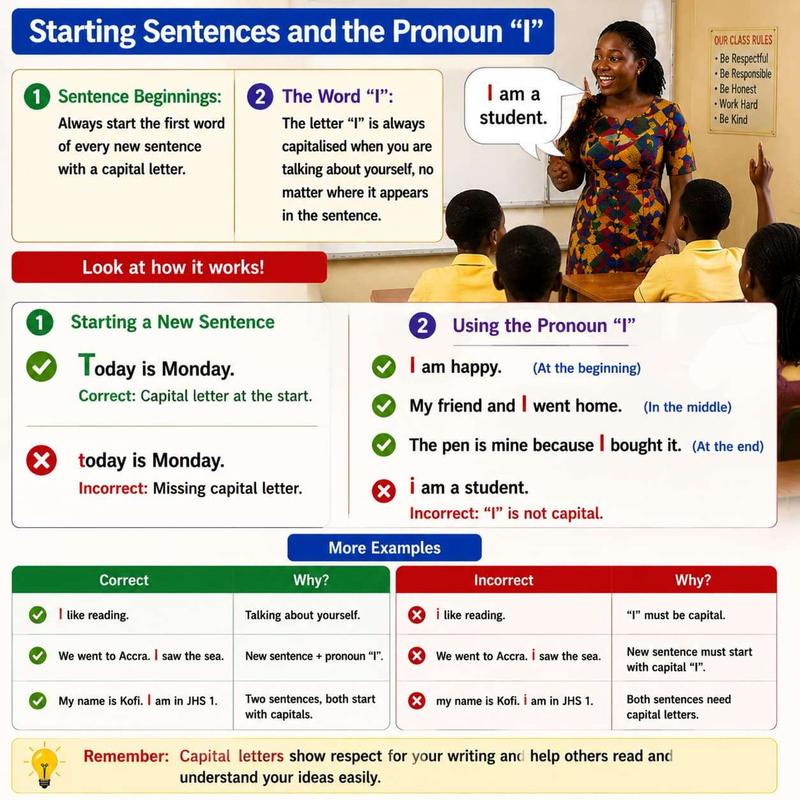 Starting Sentences and the Pronoun “I”
1 Sentence Beginnings:
Always start the first word
of every new sentence
with a capital letter.
2 The Word “I”:
The letter “I” is always
capitalised when you are
talking about yourself, no
matter where it appears
in the sentence.
I am a
student.
OUR CLASS RULES
• Be Respectful
• Be Responsible
• Be Honest
• Work Hard
• Be Kind
Look at how it works!
1 Starting a New Sentence
Today is Monday.
Correct: Capital letter at the start.
today is Monday.
Incorrect: Missing capital letter.
2 Using the Pronoun “I”
I am happy. (At the beginning)
My friend and I went home. (In the middle)
The pen is mine because I bought it. (At the end)
i am a student.
Incorrect: “I” is not capital.
More Examples
Correct Why?
I like reading. Talking about yourself.
We went to Accra. I saw the sea. New sentence + pronoun “I”.
My name is Kofi. I am in JHS 1. Two sentences, both start
with capitals.
Incorrect Why?
i like reading. “I” must be capital.
We went to Accra. i saw the sea. New sentence must start
with capital “I”.
my name is Kofi. i am in JHS 1. Both sentences need
capital letters.
Remember: Capital letters show respect for your writing and help others read and
understand your ideas easily.